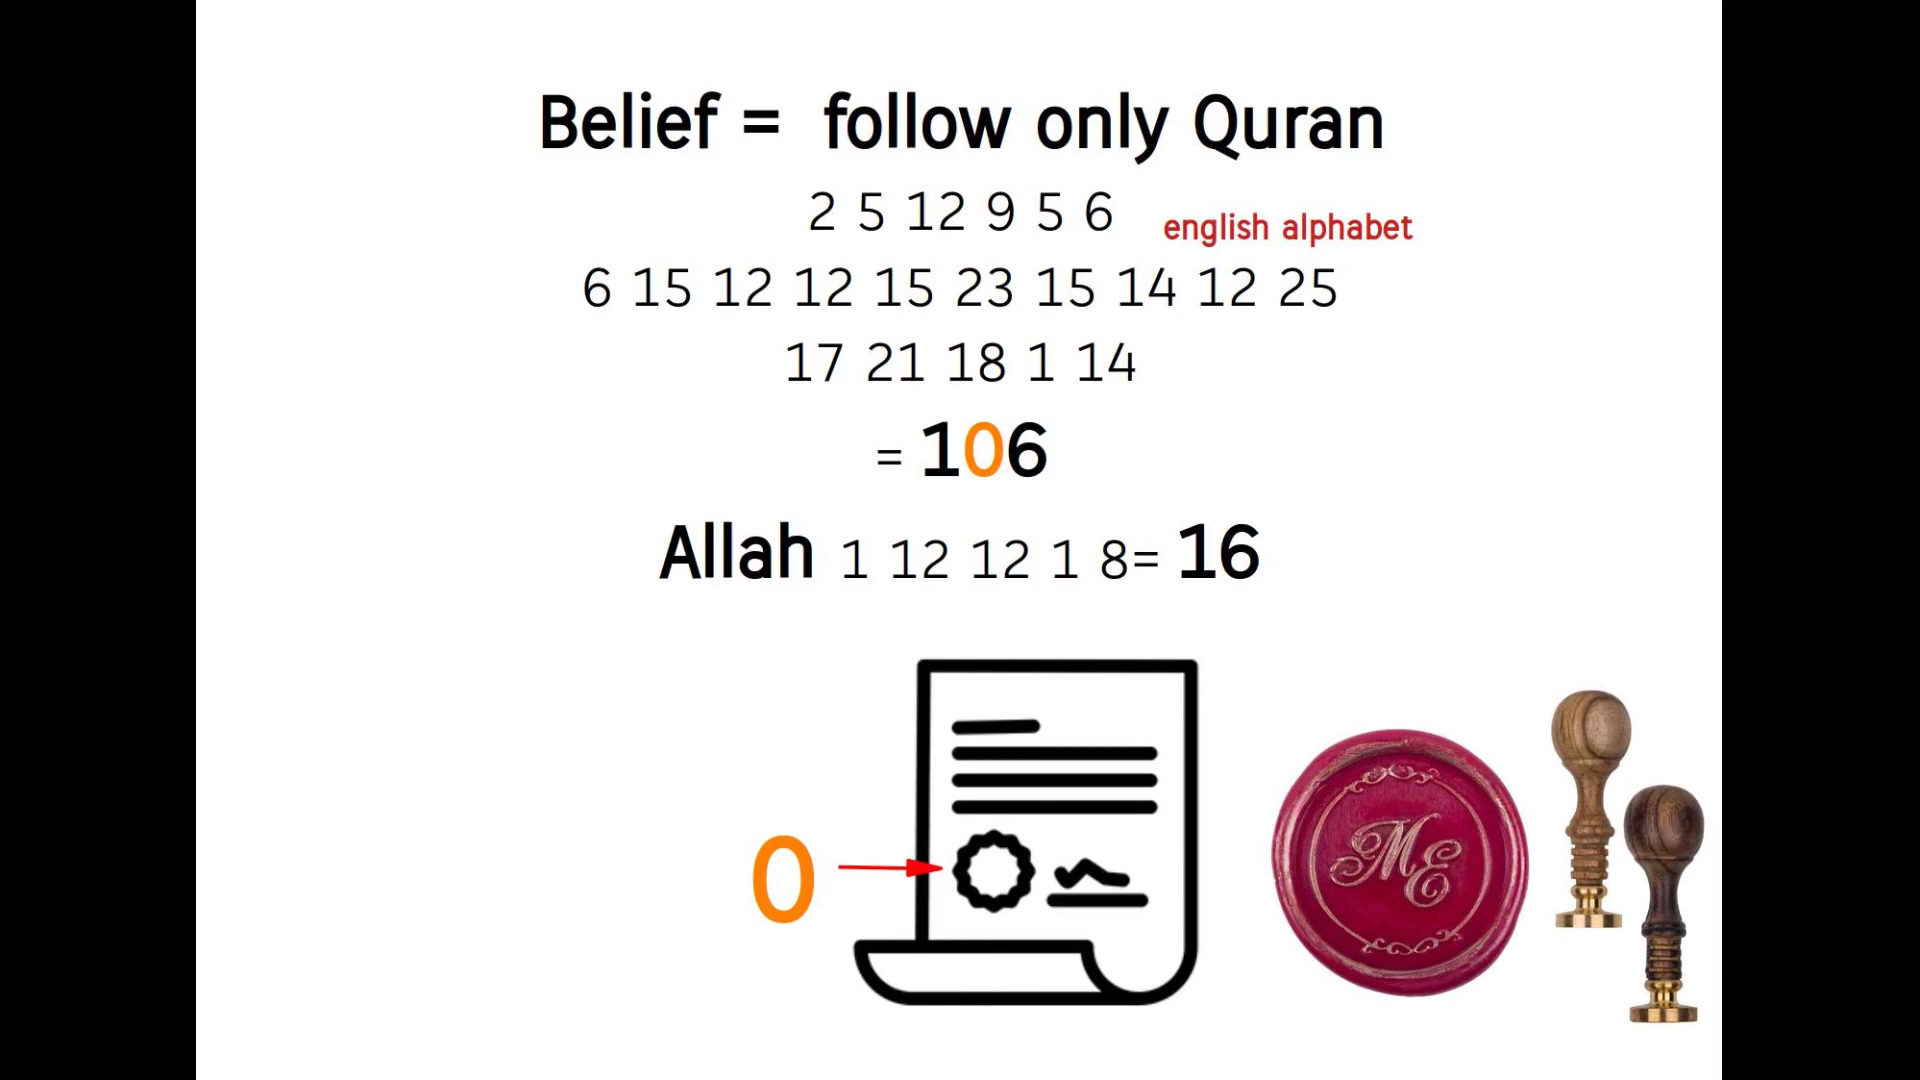 Belief = follow only Quran
2 5 12 9 5 6 english alphabet
6 15 12 12 15 23 15 14 12 25
17 21 18 1 14
= 106
Allah 1 12 12 1 8= 16
0
ME